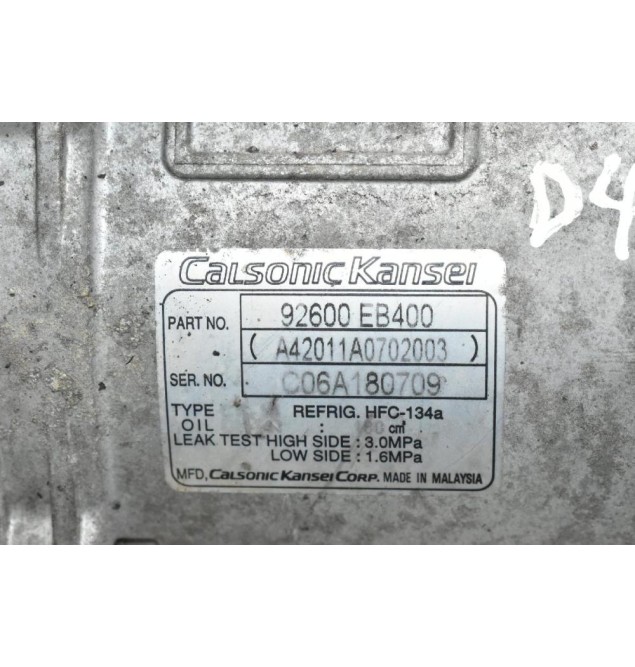 CALSONIC KANSEI
PART NO. 92600 EB400
( A42011A0702003 )
SER. NO. C06A180709
TYPE REFRIG. HFC-134a
OIL : cm³
LEAK TEST HIGH SIDE : 3.0MPa
LOW SIDE : 1.6MPa
MFD, CALSONIC KANSEI CORP. MADE IN MALAYSIA
D4